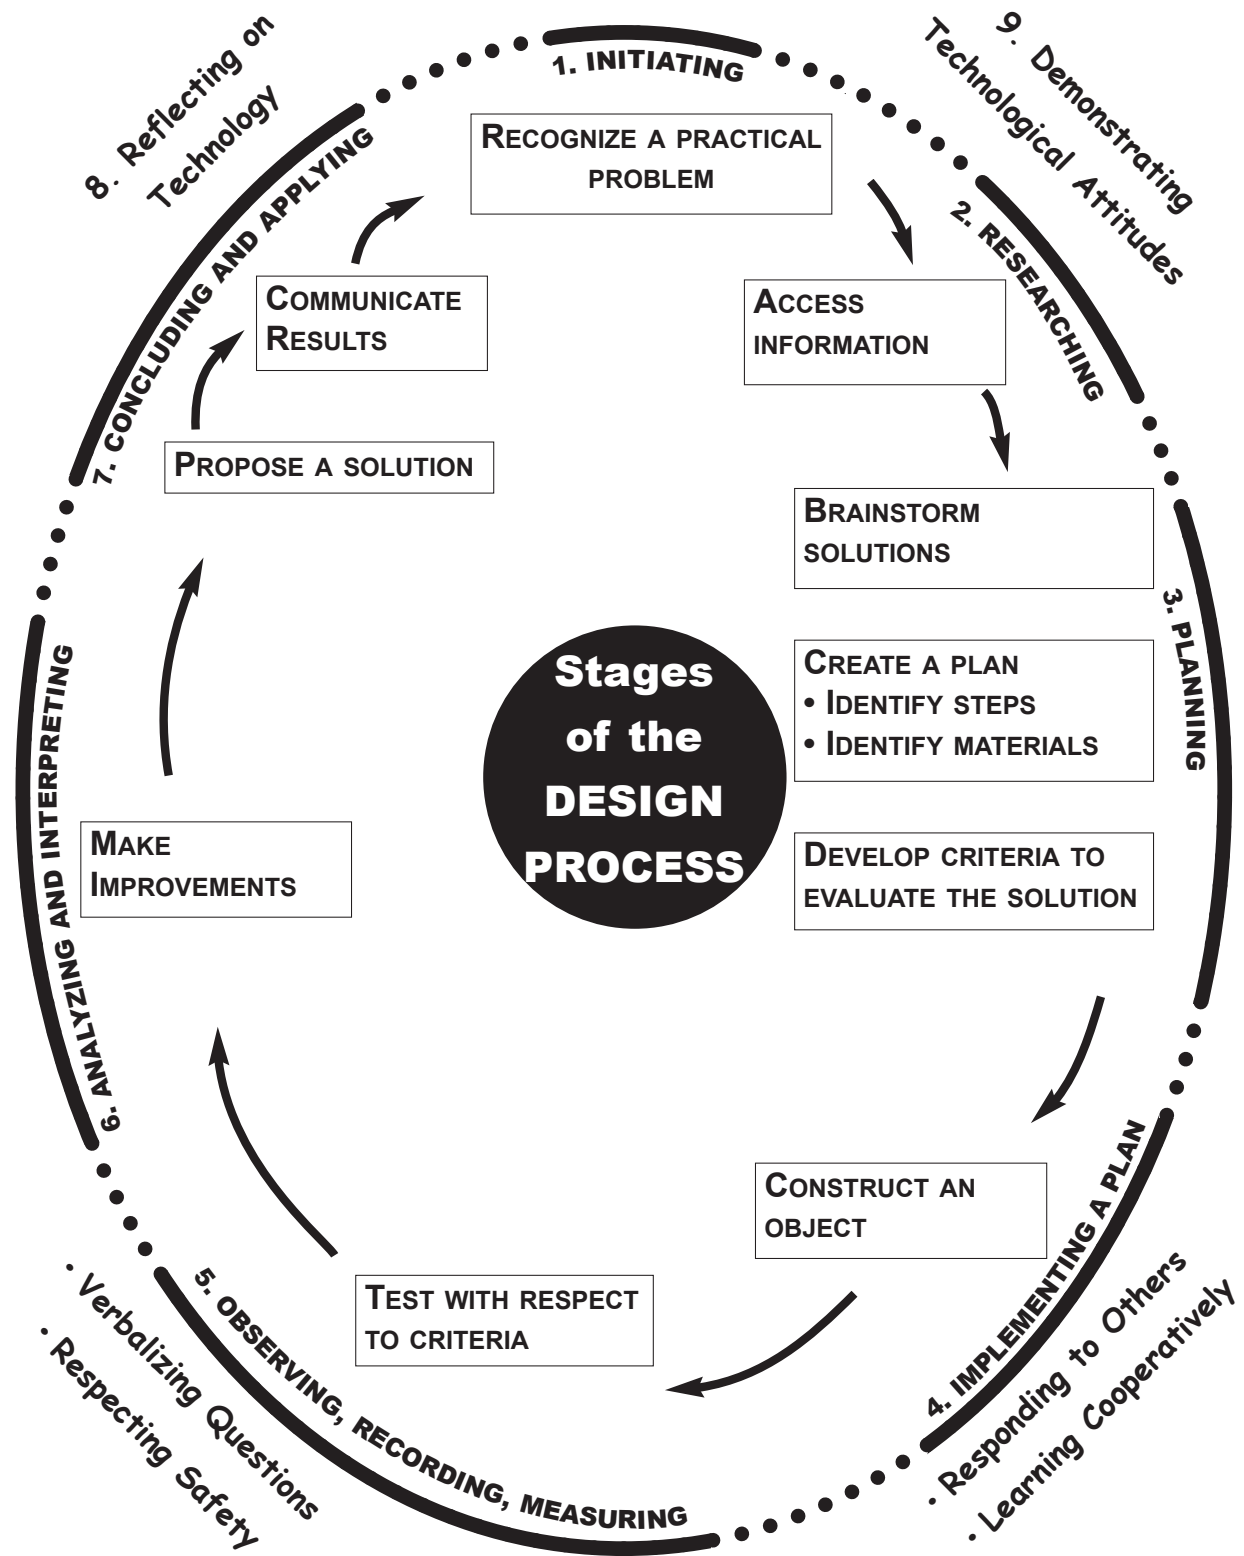 8. Reflecting on
Technology
9. Demonstrating
Technological Attitudes
1. INITIATING
RECOGNIZE A PRACTICAL
PROBLEM
2. RESEARCHING
ACCESS
INFORMATION
BRAINSTORM
SOLUTIONS
3. PLANNING
CREATE A PLAN
• IDENTIFY STEPS
• IDENTIFY MATERIALS
DEVELOP CRITERIA TO
EVALUATE THE SOLUTION
4. IMPLEMENTING A PLAN
CONSTRUCT AN
OBJECT
• Responding to Others
• Learning Cooperatively
5. OBSERVING, RECORDING, MEASURING
TEST WITH RESPECT
TO CRITERIA
• Verbalizing Questions
• Respecting Safety
6. ANALYZING AND INTERPRETING
MAKE
IMPROVEMENTS
7. CONCLUDING AND APPLYING
PROPOSE A SOLUTION
COMMUNICATE
RESULTS
Stages
of the
DESIGN
PROCESS